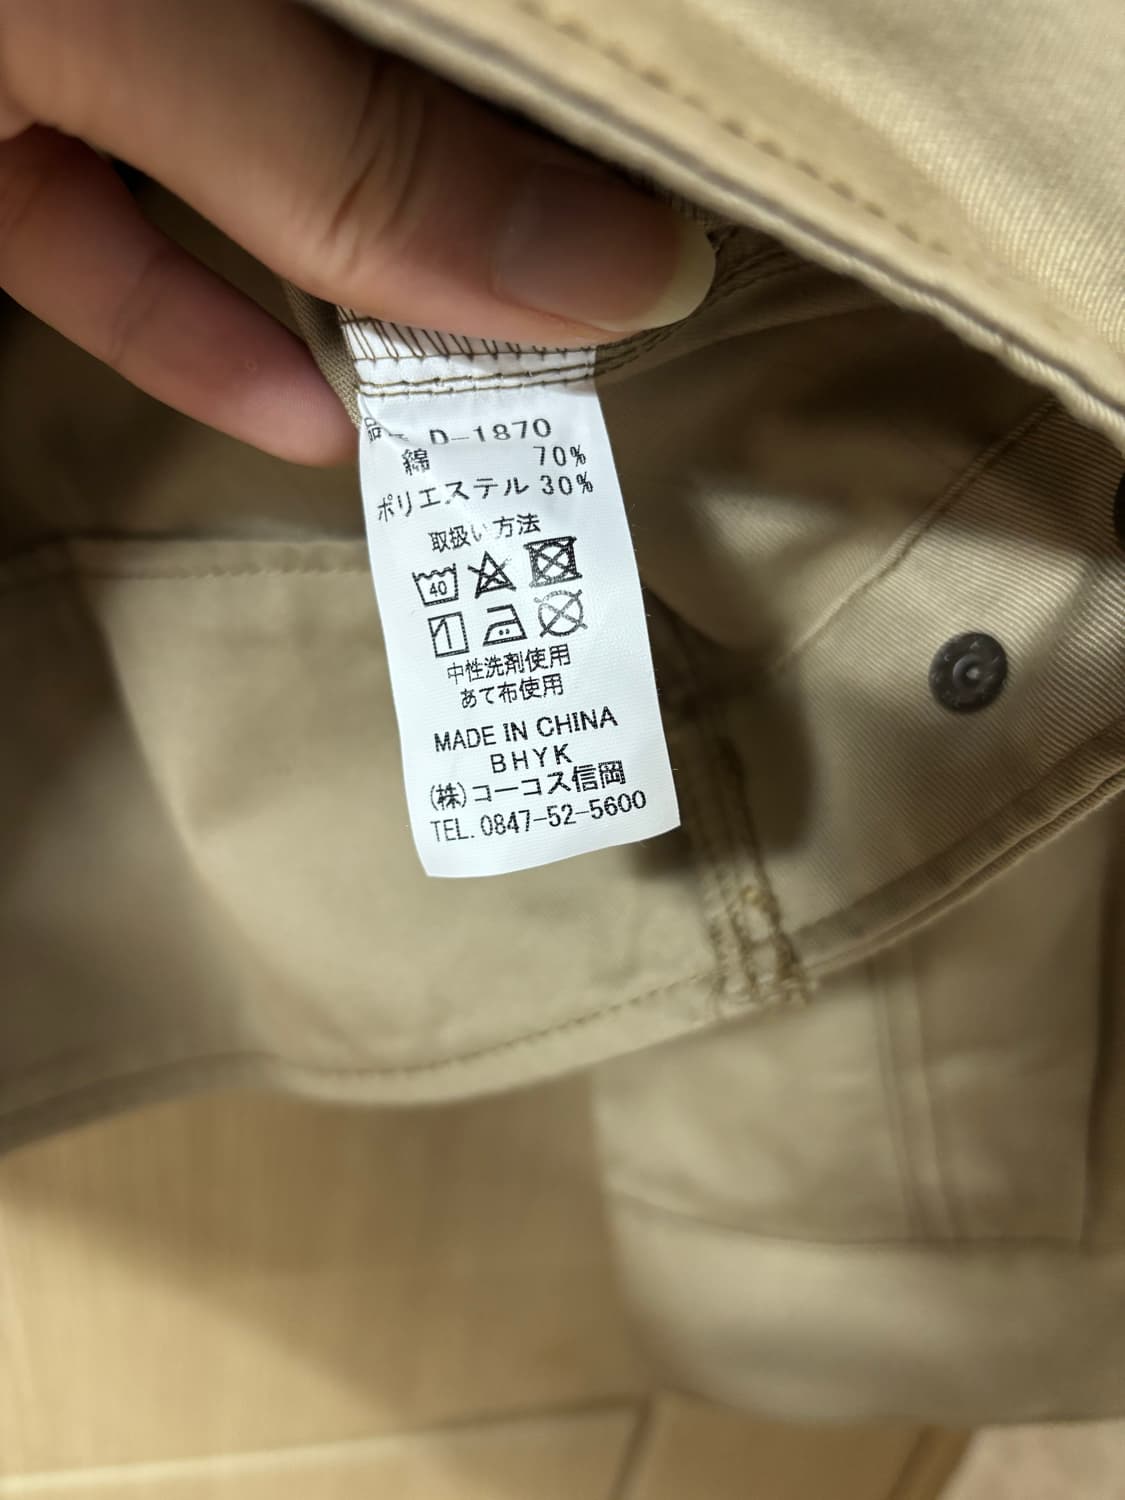 D-1870
綿 70%
ポリエステル 30%
取扱い方法
40
中性洗剤使用
あて布使用
MADE IN CHINA
BHYK
(株)コーコス信岡
TEL. 0847-52-5600